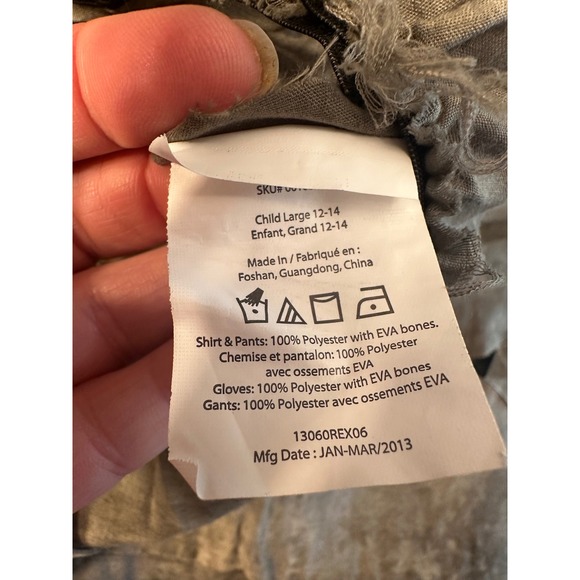 SKU#
Child Large 12-14
Enfant, Grand 12-14
Made In / Fabriqué en :
Foshan, Guangdong, China
Shirt & Pants: 100% Polyester with EVA bones.
Chemise et pantalon: 100% Polyester
avec ossements EVA
Gloves: 100% Polyester with EVA bones
Gants: 100% Polyester avec ossements EVA
13060REX06
Mfg Date : JAN-MAR/2013